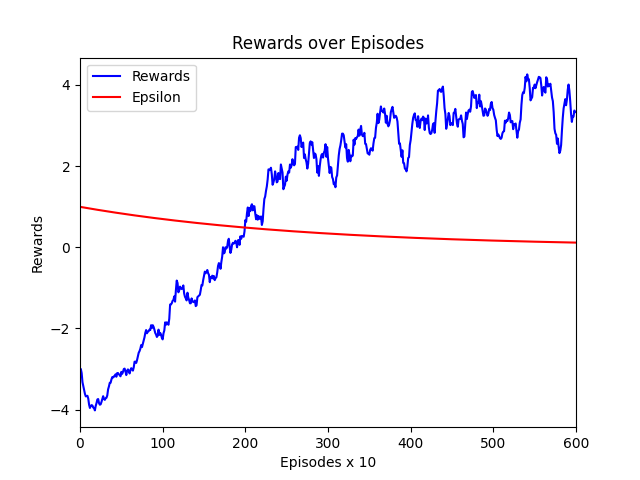 Rewards over Episodes
Rewards
Epsilon
4
2
0
−2
−4
Rewards
0 100 200 300 400 500 600
Episodes x 10